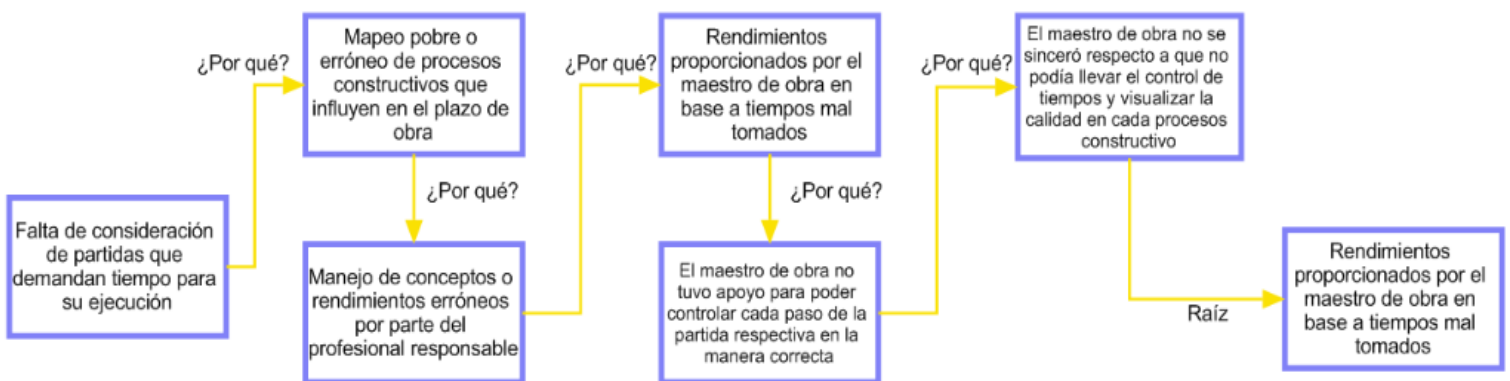 Falta de consideración
de partidas que
demandan tiempo para
su ejecución
¿Por qué?
Mapeo pobre o
erróneo de procesos
constructivos que
influyen en el plazo de
obra
¿Por qué?
Manejo de conceptos o
rendimientos erróneos
por parte del
profesional responsable
¿Por qué?
Rendimientos
proporcionados por el
maestro de obra en
base a tiempos mal
tomados
¿Por qué?
El maestro de obra no
tuvo apoyo para poder
controlar cada paso de la
partida respectiva en la
manera correcta
¿Por qué?
El maestro de obra no se
sinceró respecto a que no
podía llevar el control de
tiempos y visualizar la
calidad en cada procesos
constructivo
Raíz
Rendimientos
proporcionados por el
maestro de obra en
base a tiempos mal
tomados